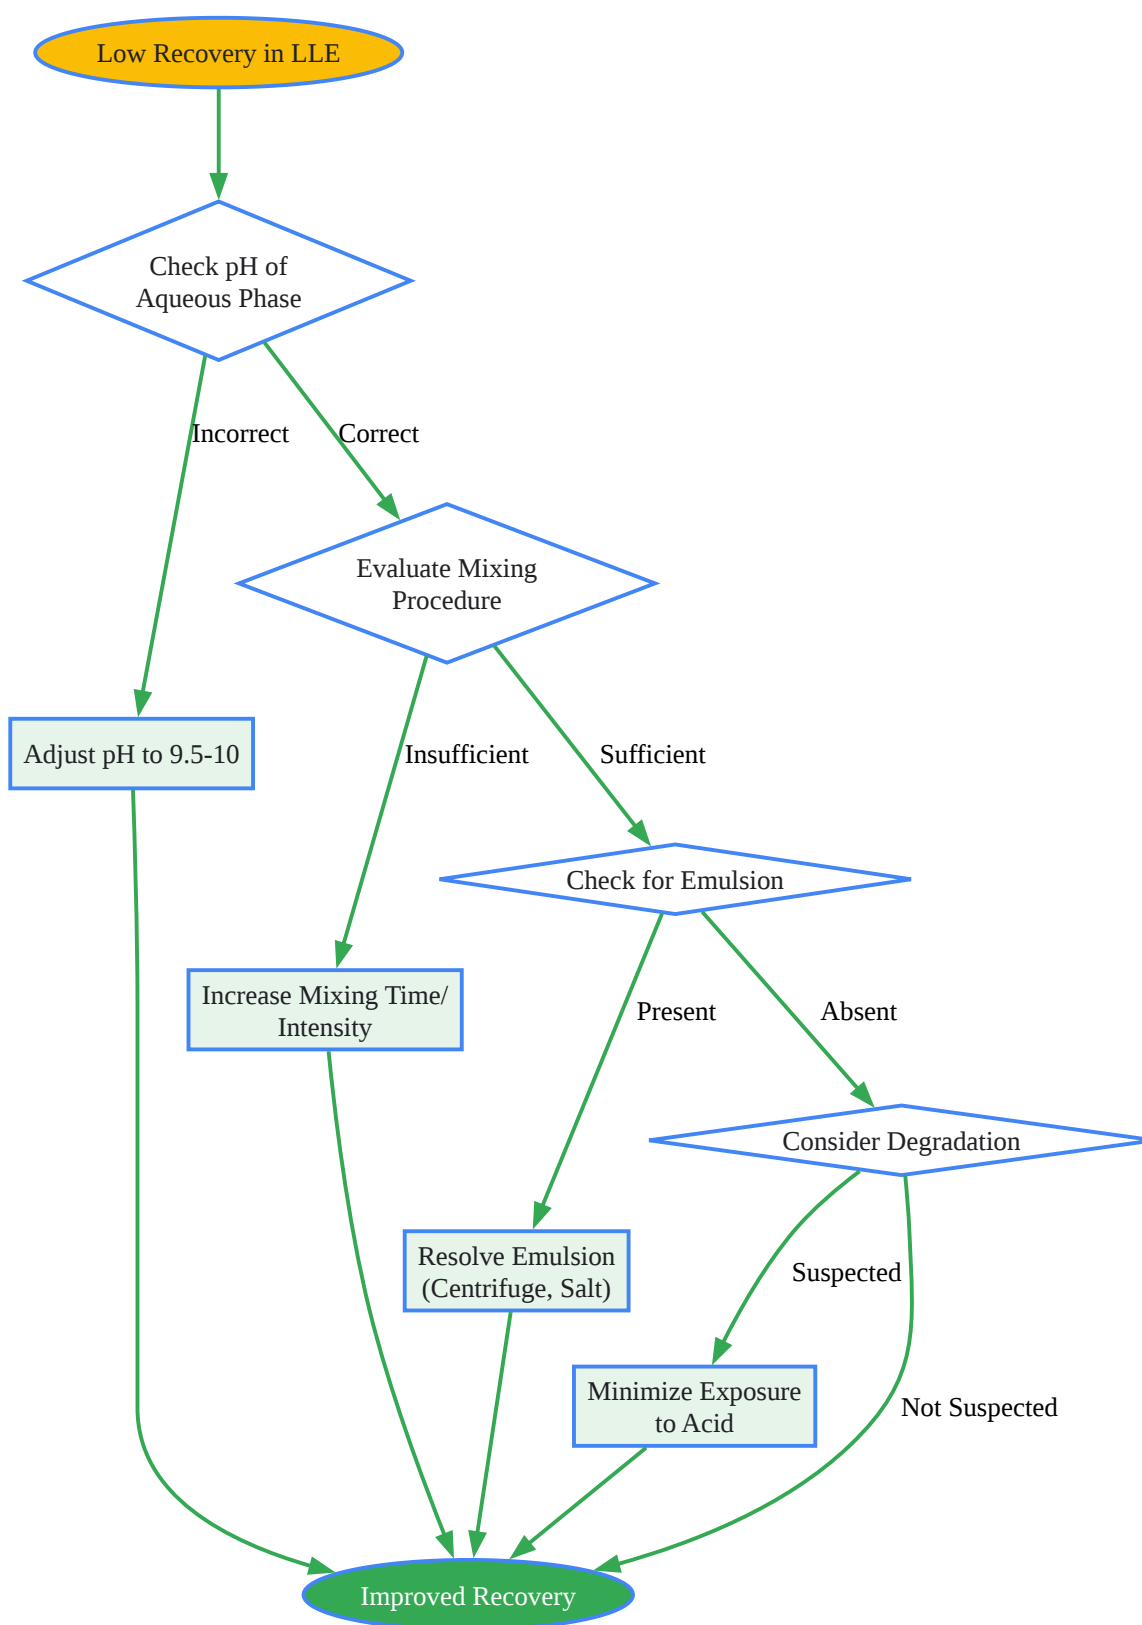 Low Recovery in LLE
Check pH of
Aqueous Phase
Incorrect
Correct
Evaluate Mixing
Procedure
Adjust pH to 9.5-10
Insufficient
Sufficient
Check for Emulsion
Increase Mixing Time/
Intensity
Present
Absent
Consider Degradation
Resolve Emulsion
(Centrifuge, Salt)
Suspected
Minimize Exposure
to Acid
Not Suspected
Improved Recovery